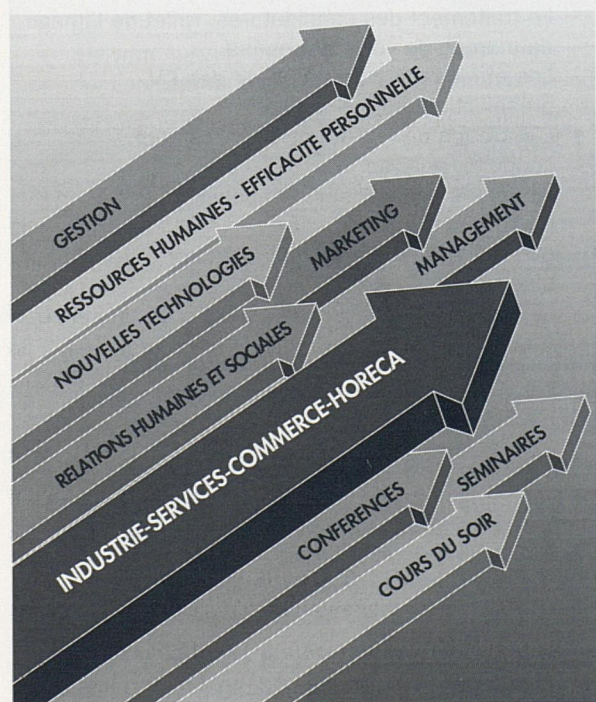 GESTION
RESSOURCES HUMAINES - EFFICACITE PERSONNELLE
NOUVELLES TECHNOLOGIES
MARKETING
MANAGEMENT
RELATIONS HUMAINES ET SOCIALES
INDUSTRIE-SERVICES-COMMERCE-HORECA
CONFERENCES
SEMINAIRES
COURS DU SOIR